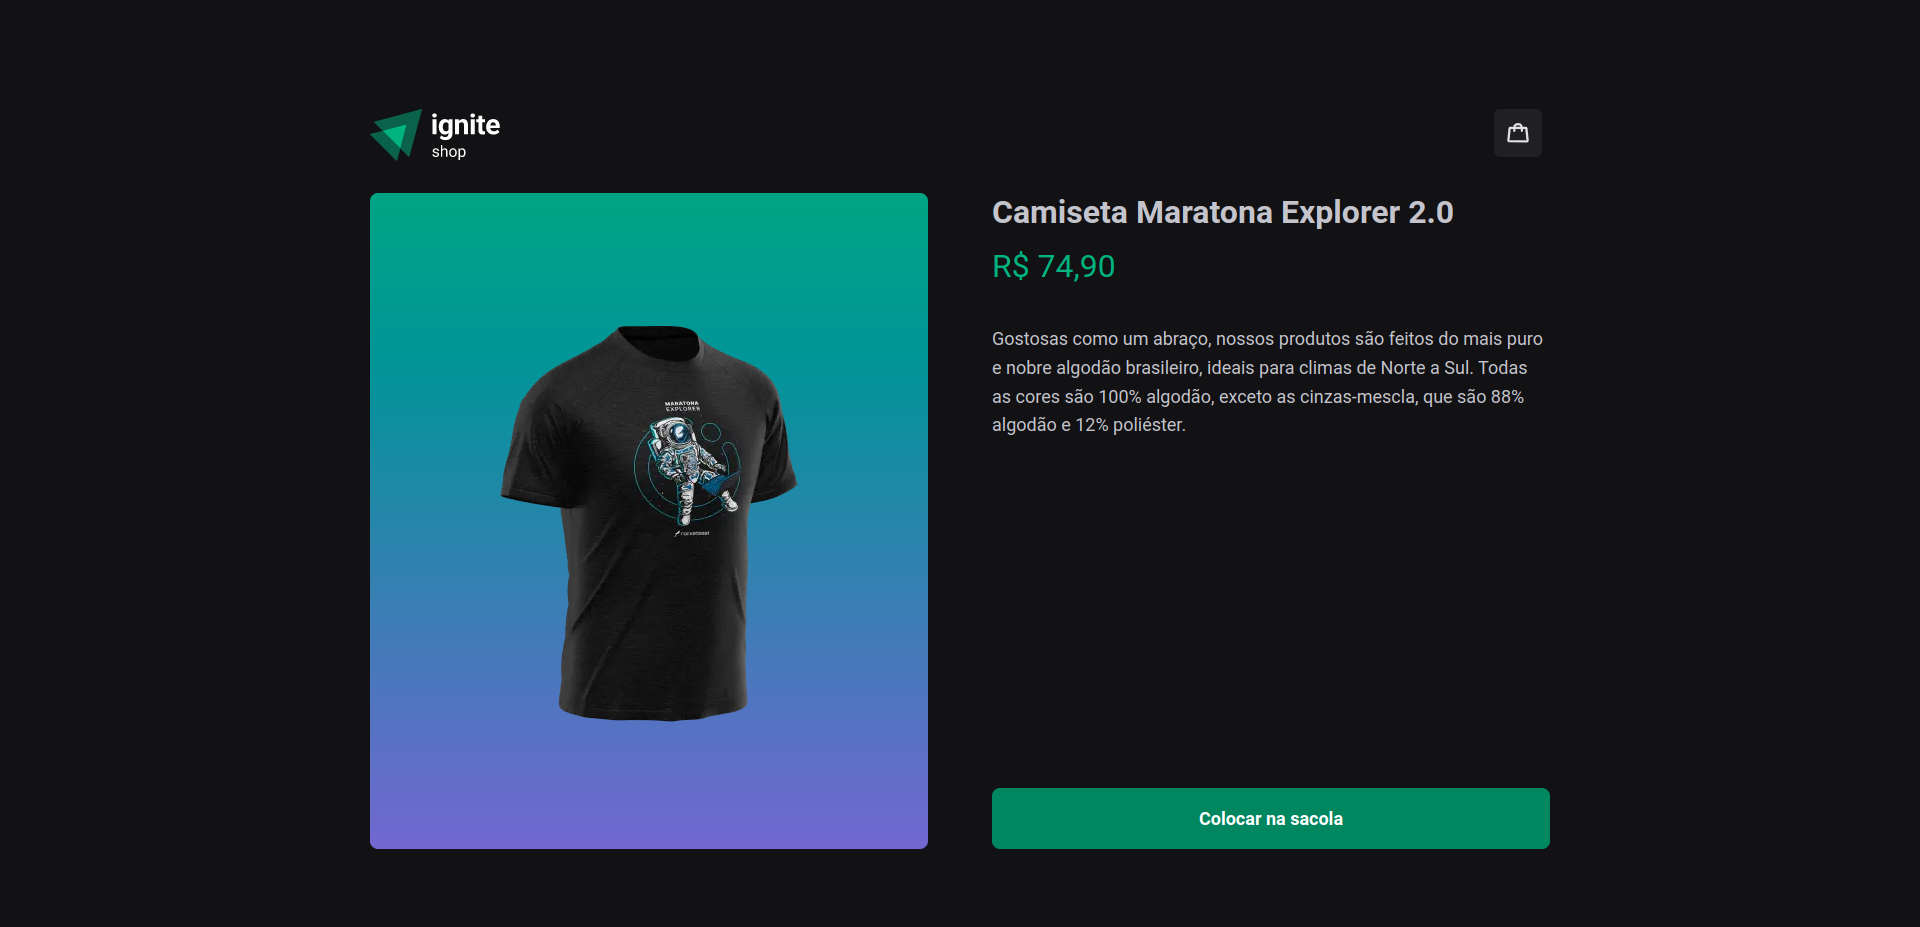 ignite
shop
Camiseta Maratona Explorer 2.0
R$ 74,90
Gostosas como um abraço, nossos produtos são feitos do mais puro
e nobre algodão brasileiro, ideais para climas de Norte a Sul. Todas
as cores são 100% algodão, exceto as cinzas-mescla, que são 88%
algodão e 12% poliéster.
MARATONA
EXPLORER
Colocar na sacola